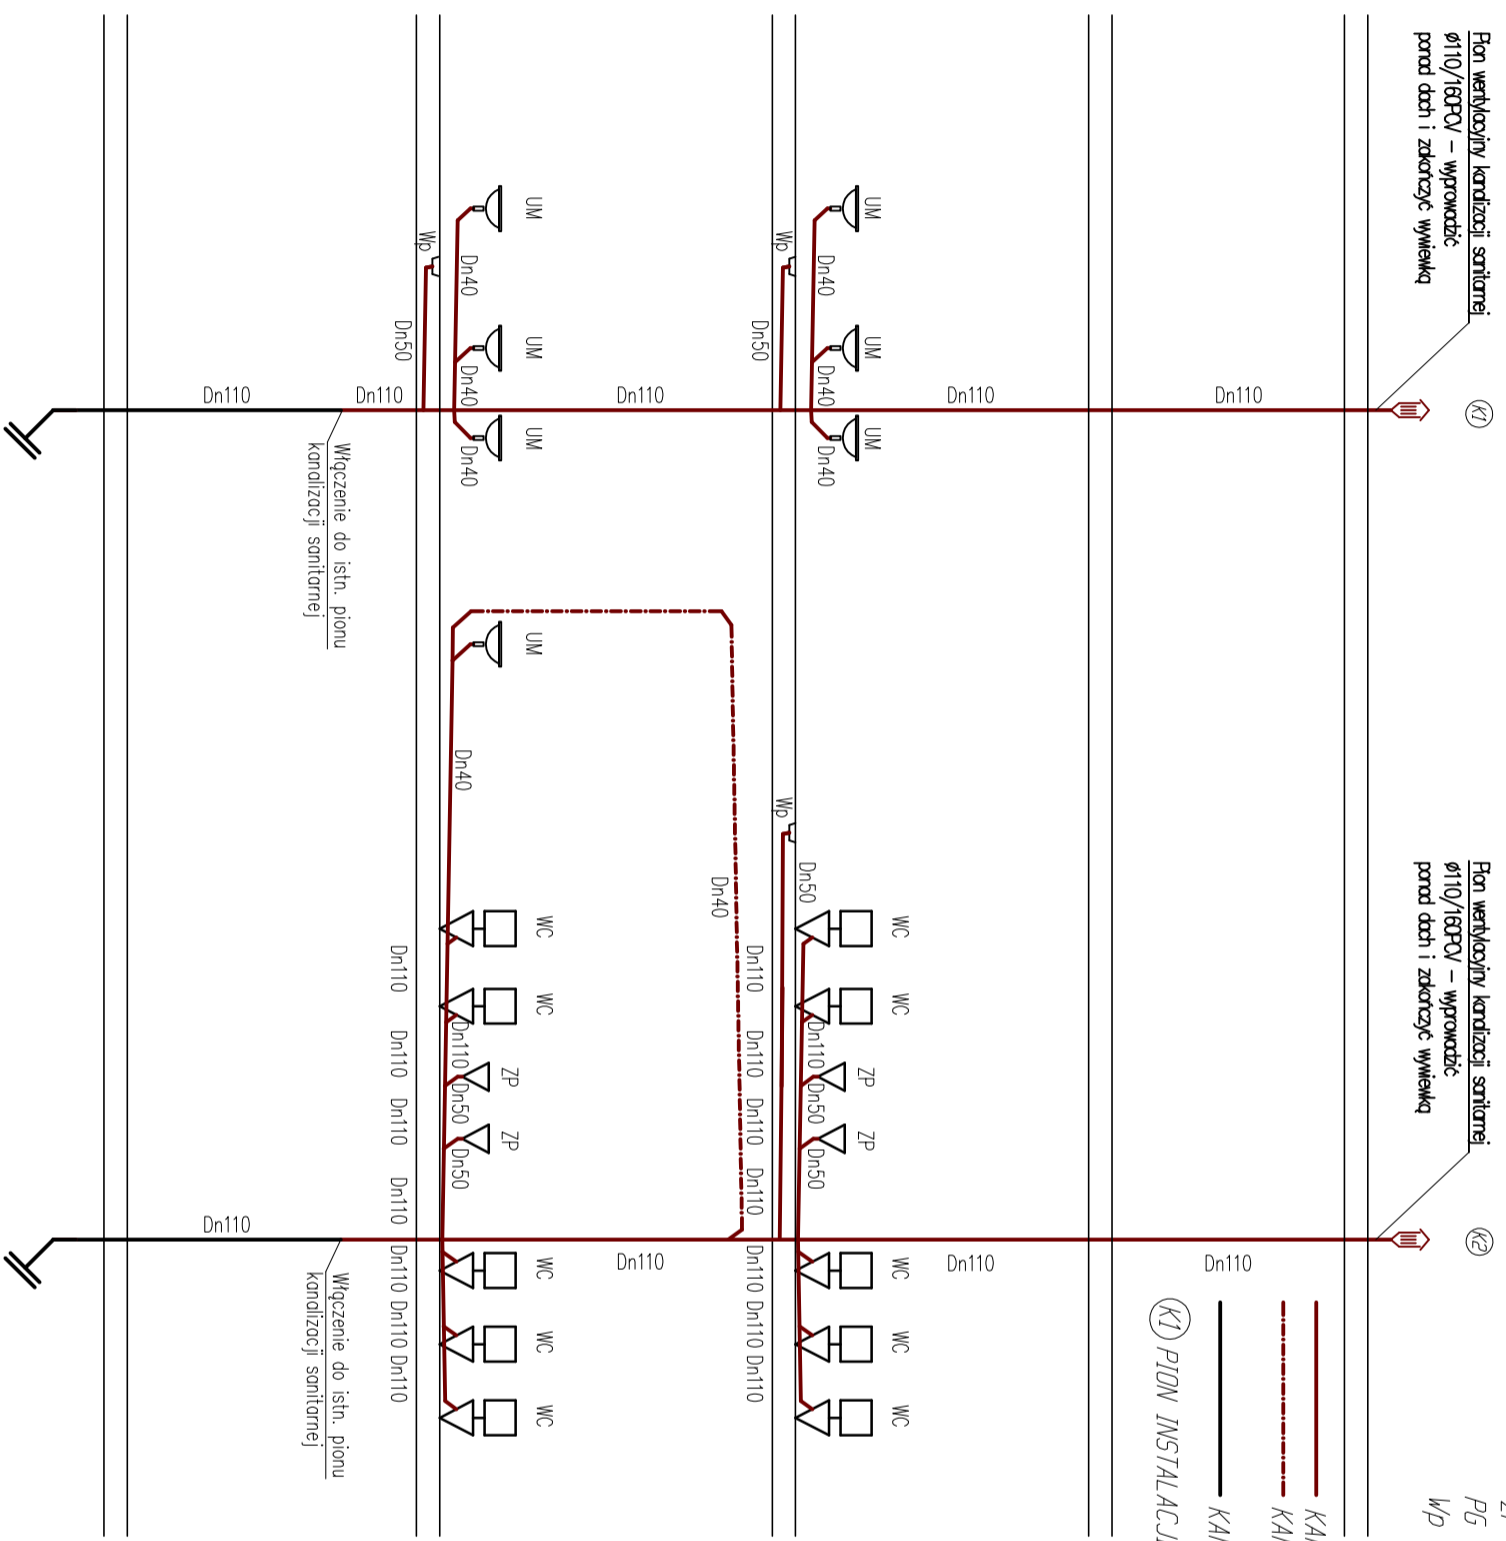 Pion wentylacyjny kanalizacji sanitarnej
ø110/160PCV – wyprowadzić
ponad dach i zakończyć wywiewką
K1
Pion wentylacyjny kanalizacji sanitarnej
ø110/160PCV – wyprowadzić
ponad dach i zakończyć wywiewką
K2
Dn110
Dn110
UM
UM
UM
WC
WC
ZP
ZP
WC
WC
WC
Dn110
Dn110
Dn40
Dn40
Dn40
Dn50
Dn110
Dn50
Dn50
Wp
Wp
Dn50
Dn110
Dn110
Dn110
Dn110
Dn110
Dn110
Dn110
Dn40
Dn110
Dn110
UM
UM
UM
UM
WC
WC
ZP
ZP
WC
WC
WC
Dn40
Dn40
Dn40
Dn40
Dn110
Dn50
Dn50
Wp
Dn50
Dn110
Dn110
Dn110
Dn110
Dn110
Dn110
Dn110
Dn110
Włączenie do istn. pionu
kanalizacji sanitarnej
Włączenie do istn. pionu
kanalizacji sanitarnej
Dn110
Dn110
PG
Wp
K1 PION INSTALACJ